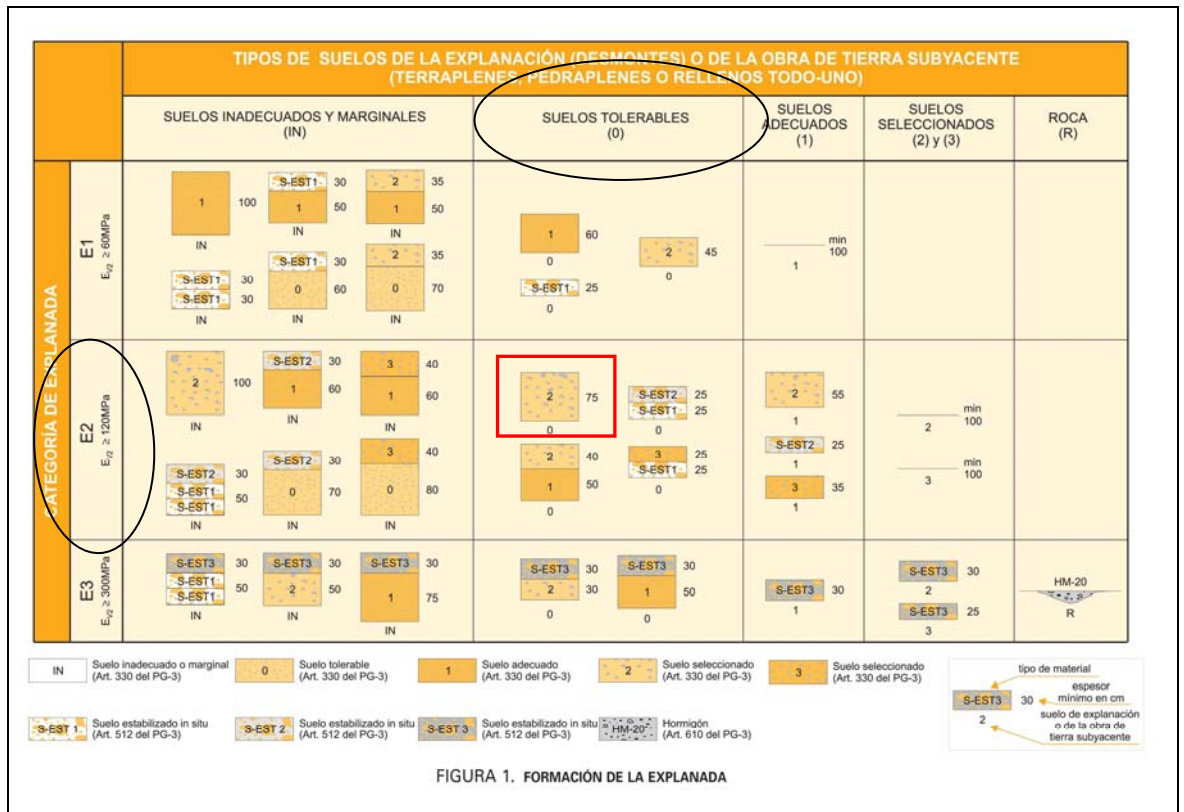 TIPOS DE SUELOS DE LA EXPLANACIÓN (DESMONTES) O DE LA OBRA DE TIERRA SUBYACENTE
(TERRAPLENES, PEDRAPLENES O RELLENOS TODO-UNO)
SUELOS INADECUADOS Y MARGINALES
(IN)
SUELOS TOLERABLES
(0)
SUELOS
ADECUADOS
(1)
SUELOS
SELECCIONADOS
(2) y (3)
ROCA
(R)
CATEGORÍA DE EXPLANADA
E1
Ev2 ≥ 60MPa
1 100
IN
S-EST1 30
1 50
IN
2 35
1 50
IN
S-EST1 30
S-EST1 30
IN
S-EST1 30
0 60
IN
2 35
0 70
IN
1 60
0
2 45
0
S-EST1 25
0
min
100
1
E2
Ev2 ≥ 120MPa
2 100
IN
S-EST2 30
1 60
IN
3 40
1 60
IN
S-EST2 30
S-EST1 50
S-EST1
IN
S-EST2 30
0 70
IN
3 40
0 80
IN
2 75
0
S-EST2 25
S-EST1 25
0
2 40
1 50
0
3 25
S-EST1 25
0
2 55
1
S-EST2 25
1
3 35
1
min
100
2
min
100
3
E3
Ev2 ≥ 300MPa
S-EST3 30
S-EST1 50
S-EST1
IN
S-EST3 30
2 50
IN
S-EST3 30
1 75
IN
S-EST3 30
2 30
0
S-EST3 30
1 50
0
S-EST3 30
1
S-EST3 30
2
S-EST3 25
3
HM-20
R
IN Suelo inadecuado o marginal
(Art. 330 del PG-3)
0 Suelo tolerable
(Art. 330 del PG-3)
1 Suelo adecuado
(Art. 330 del PG-3)
2 Suelo seleccionado
(Art. 330 del PG-3)
3 Suelo seleccionado
(Art. 330 del PG-3)
S-EST 1 Suelo estabilizado in situ
(Art. 512 del PG-3)
S-EST 2 Suelo estabilizado in situ
(Art. 512 del PG-3)
S-EST 3 Suelo estabilizado in situ
(Art. 512 del PG-3)
HM-20 Hormigón
(Art. 610 del PG-3)
tipo de material
S-EST3 30
espesor
mínimo en cm
2
suelo de explanación
o de la obra de
tierra subyacente
FIGURA 1. FORMACIÓN DE LA EXPLANADA